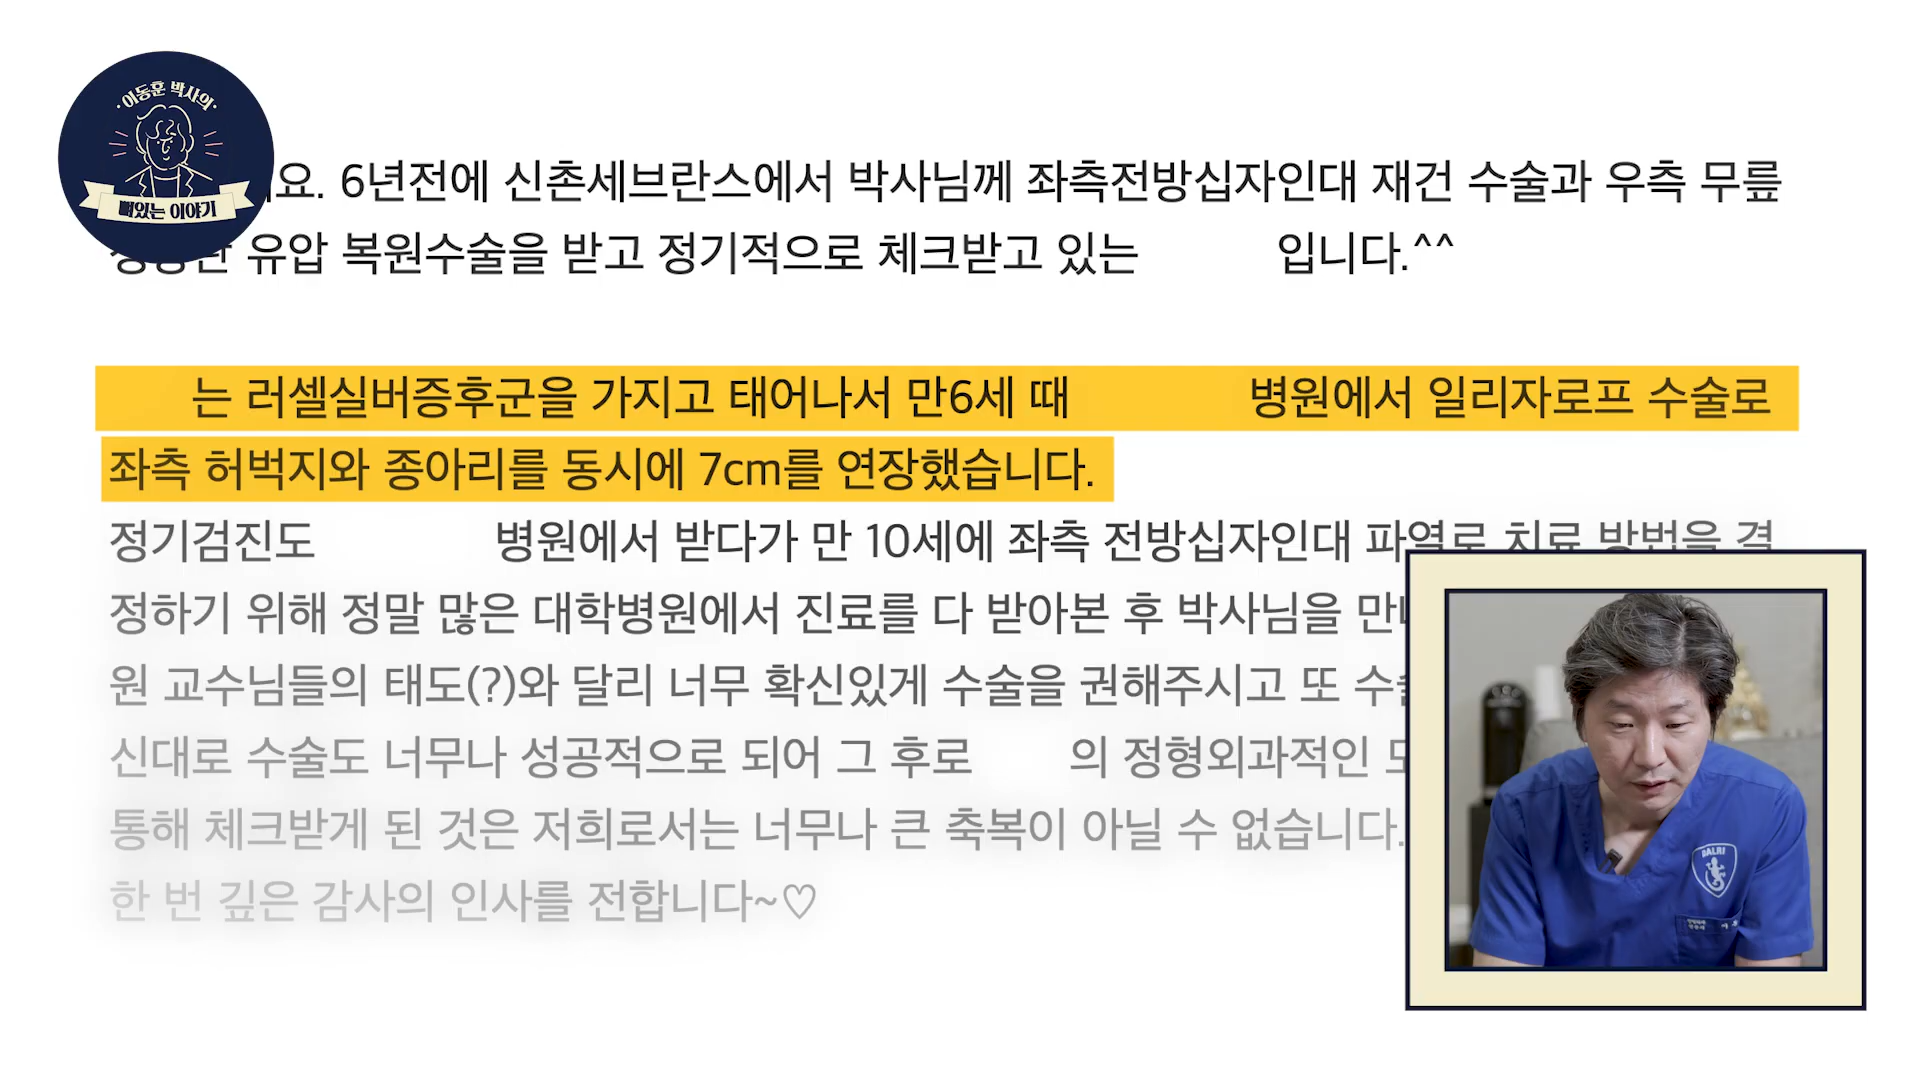 이동훈 박사의
뼈있는 이야기
요. 6년전에 신촌세브란스에서 박사님께 좌측전방십자인대 재건 수술과 우측 무릎
유압 복원수술을 받고 정기적으로 체크받고 있는 입니다.^^
는 러셀실버증후군을 가지고 태어나서 만6세 때 병원에서 일리자로프 수술로
좌측 허벅지와 종아리를 동시에 7cm를 연장했습니다.
정기검진도 병원에서 받다가 만 10세에 좌측 전방십자인대 파열로 치료 방법을 결
정하기 위해 정말 많은 대학병원에서 진료를 다 받아본 후 박사님을
원 교수님들의 태도(?)와 달리 너무 확신있게 수술을 권해주시고 또
신대로 수술도 너무나 성공적으로 되어 그 후로 의 정형외과적인
통해 체크받게 된 것은 저희로서는 너무나 큰 축복이 아닐 수 없습니다.
한 번 깊은 감사의 인사를 전합니다~♡
DALRI